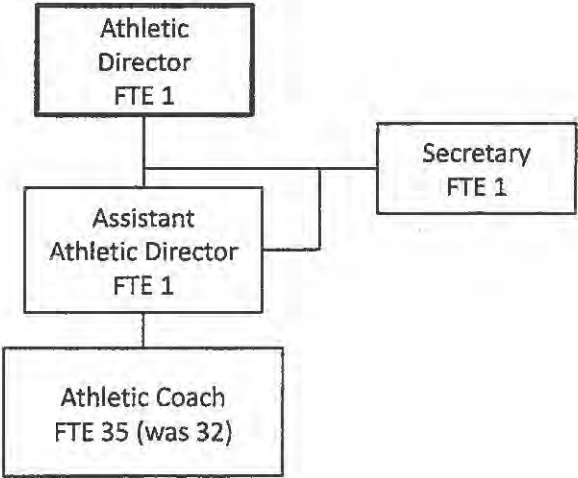 Athletic
Director
FTE 1
Secretary
FTE 1
Assistant
Athletic Director
FTE 1
Athletic Coach
FTE 35 (was 32)